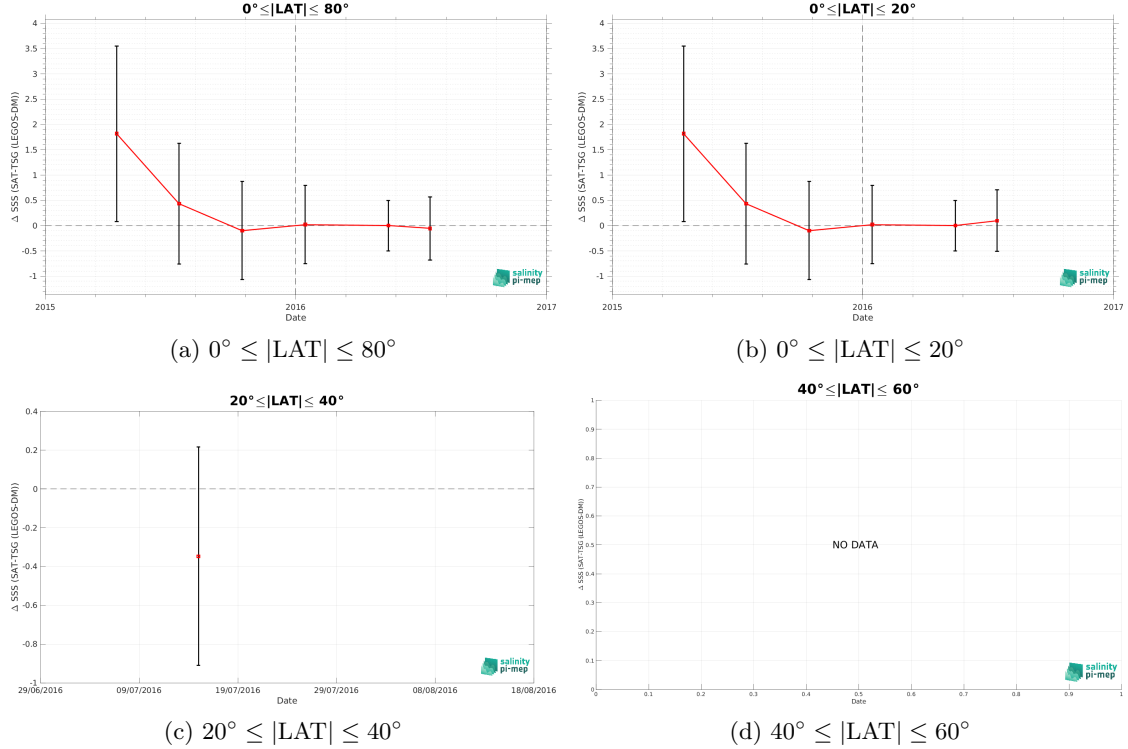 0°≤|LAT|≤ 80°
Δ SSS (SAT-TSG (LEGOS-DM))
4
3.5
3
2.5
2
1.5
1
0.5
0
-0.5
-1
2015
2016
2017
Date
salinity
pi-mep
(a) 0° ≤ |LAT| ≤ 80°
0°≤|LAT|≤ 20°
Δ SSS (SAT-TSG (LEGOS-DM))
4
3.5
3
2.5
2
1.5
1
0.5
0
-0.5
-1
2015
2016
2017
Date
salinity
pi-mep
(b) 0° ≤ |LAT| ≤ 20°
20°≤|LAT|≤ 40°
Δ SSS (SAT-TSG (LEGOS-DM))
0.4
0.2
0
-0.2
-0.4
-0.6
-0.8
-1
29/06/2016
09/07/2016
19/07/2016
29/07/2016
08/08/2016
18/08/2016
Date
salinity
pi-mep
(c) 20° ≤ |LAT| ≤ 40°
40°≤|LAT|≤ 60°
Δ SSS (SAT-TSG (LEGOS-DM))
1
0.9
0.8
0.7
0.6
0.5
0.4
0.3
0.2
0.1
0
NO DATA
0
0.1
0.2
0.3
0.4
0.5
0.6
0.7
0.8
0.9
1
Date
salinity
pi-mep
(d) 40° ≤ |LAT| ≤ 60°